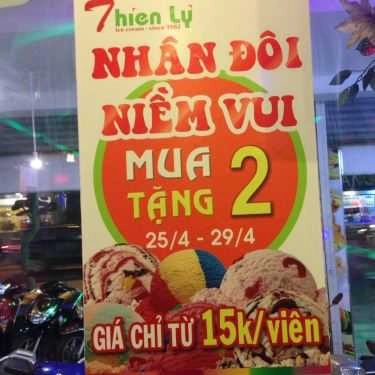 Thien Lý
Ice cream - since 1982
NHÂN ĐÔI
NIỀM VUI
MUA 2
TẶNG
25/4 - 29/4
GIÁ CHỈ TỪ 15k/viên